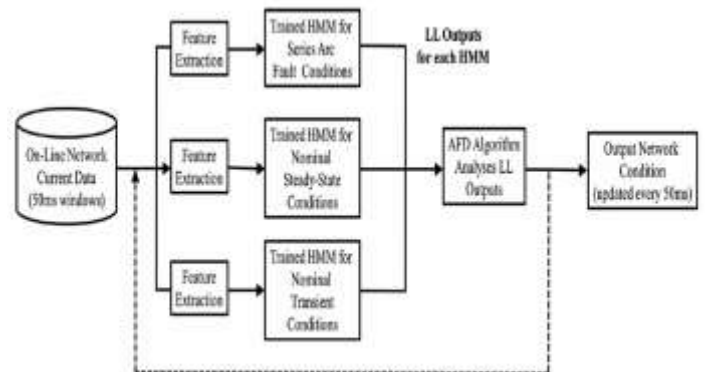 On-Line Network
Current Data
(50ms windows)
Feature
Extraction
Trained HMM for
Series Arc
Fault Conditions
Feature
Extraction
Trained HMM for
Nominal
Steady-State
Conditions
Feature
Extraction
Trained HMM for
Nominal
Transient
Conditions
LL Outputs
for each HMM
AFD Algorithm
Analyses LL
Outputs
Output Network
Condition
(updated every 50ms)